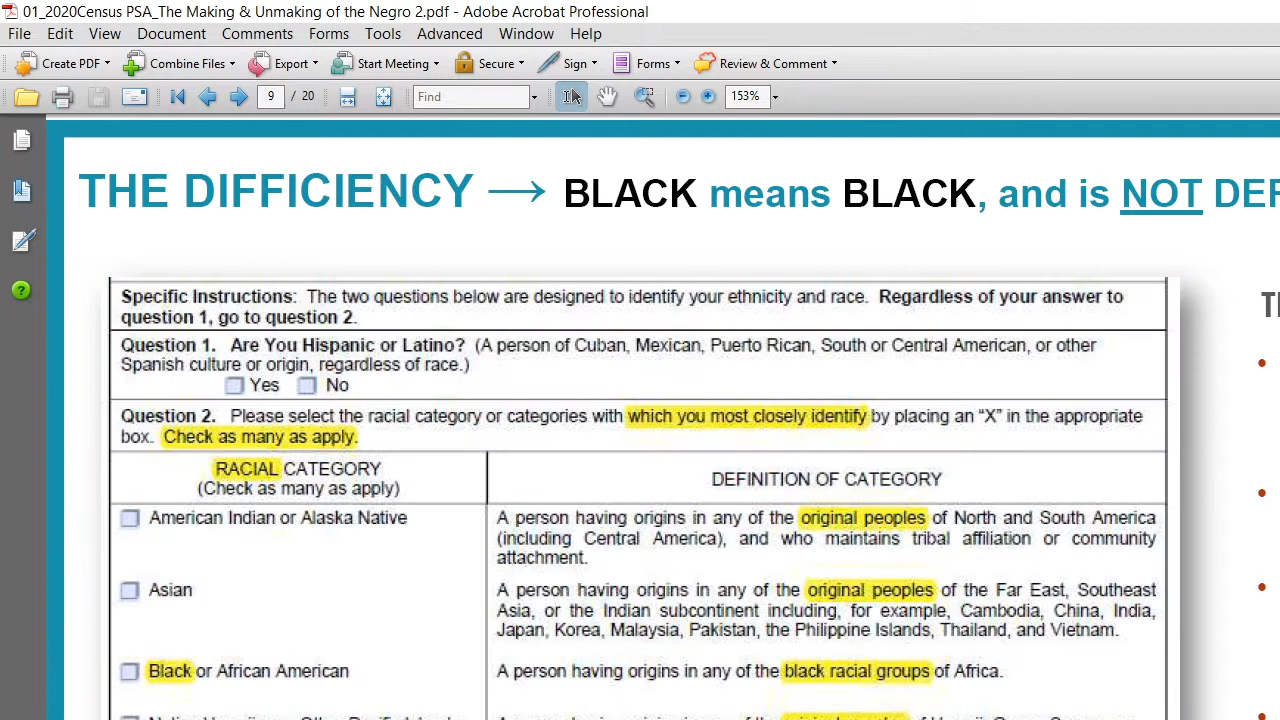 01_2020Census PSA_The Making & Unmaking of the Negro 2.pdf - Adobe Acrobat Professional
File Edit View Document Comments Forms Tools Advanced Window Help
Create PDF Combine Files Export Start Meeting Secure Sign Forms Review & Comment
9 / 20 Find 153%
THE DIFFICIENCY → BLACK means BLACK, and is NOT DEF
Specific Instructions: The two questions below are designed to identify your ethnicity and race. Regardless of your answer to
question 1, go to question 2.
Question 1. Are You Hispanic or Latino? (A person of Cuban, Mexican, Puerto Rican, South or Central American, or other
Spanish culture or origin, regardless of race.)
Yes No
Question 2. Please select the racial category or categories with which you most closely identify by placing an “X” in the appropriate
box. Check as many as apply.
RACIAL CATEGORY
(Check as many as apply)
DEFINITION OF CATEGORY
American Indian or Alaska Native
A person having origins in any of the original peoples of North and South America
(including Central America), and who maintains tribal affiliation or community
attachment.
Asian
A person having origins in any of the original peoples of the Far East, Southeast
Asia, or the Indian subcontinent including, for example, Cambodia, China, India,
Japan, Korea, Malaysia, Pakistan, the Philippine Islands, Thailand, and Vietnam.
Black or African American
A person having origins in any of the black racial groups of Africa.